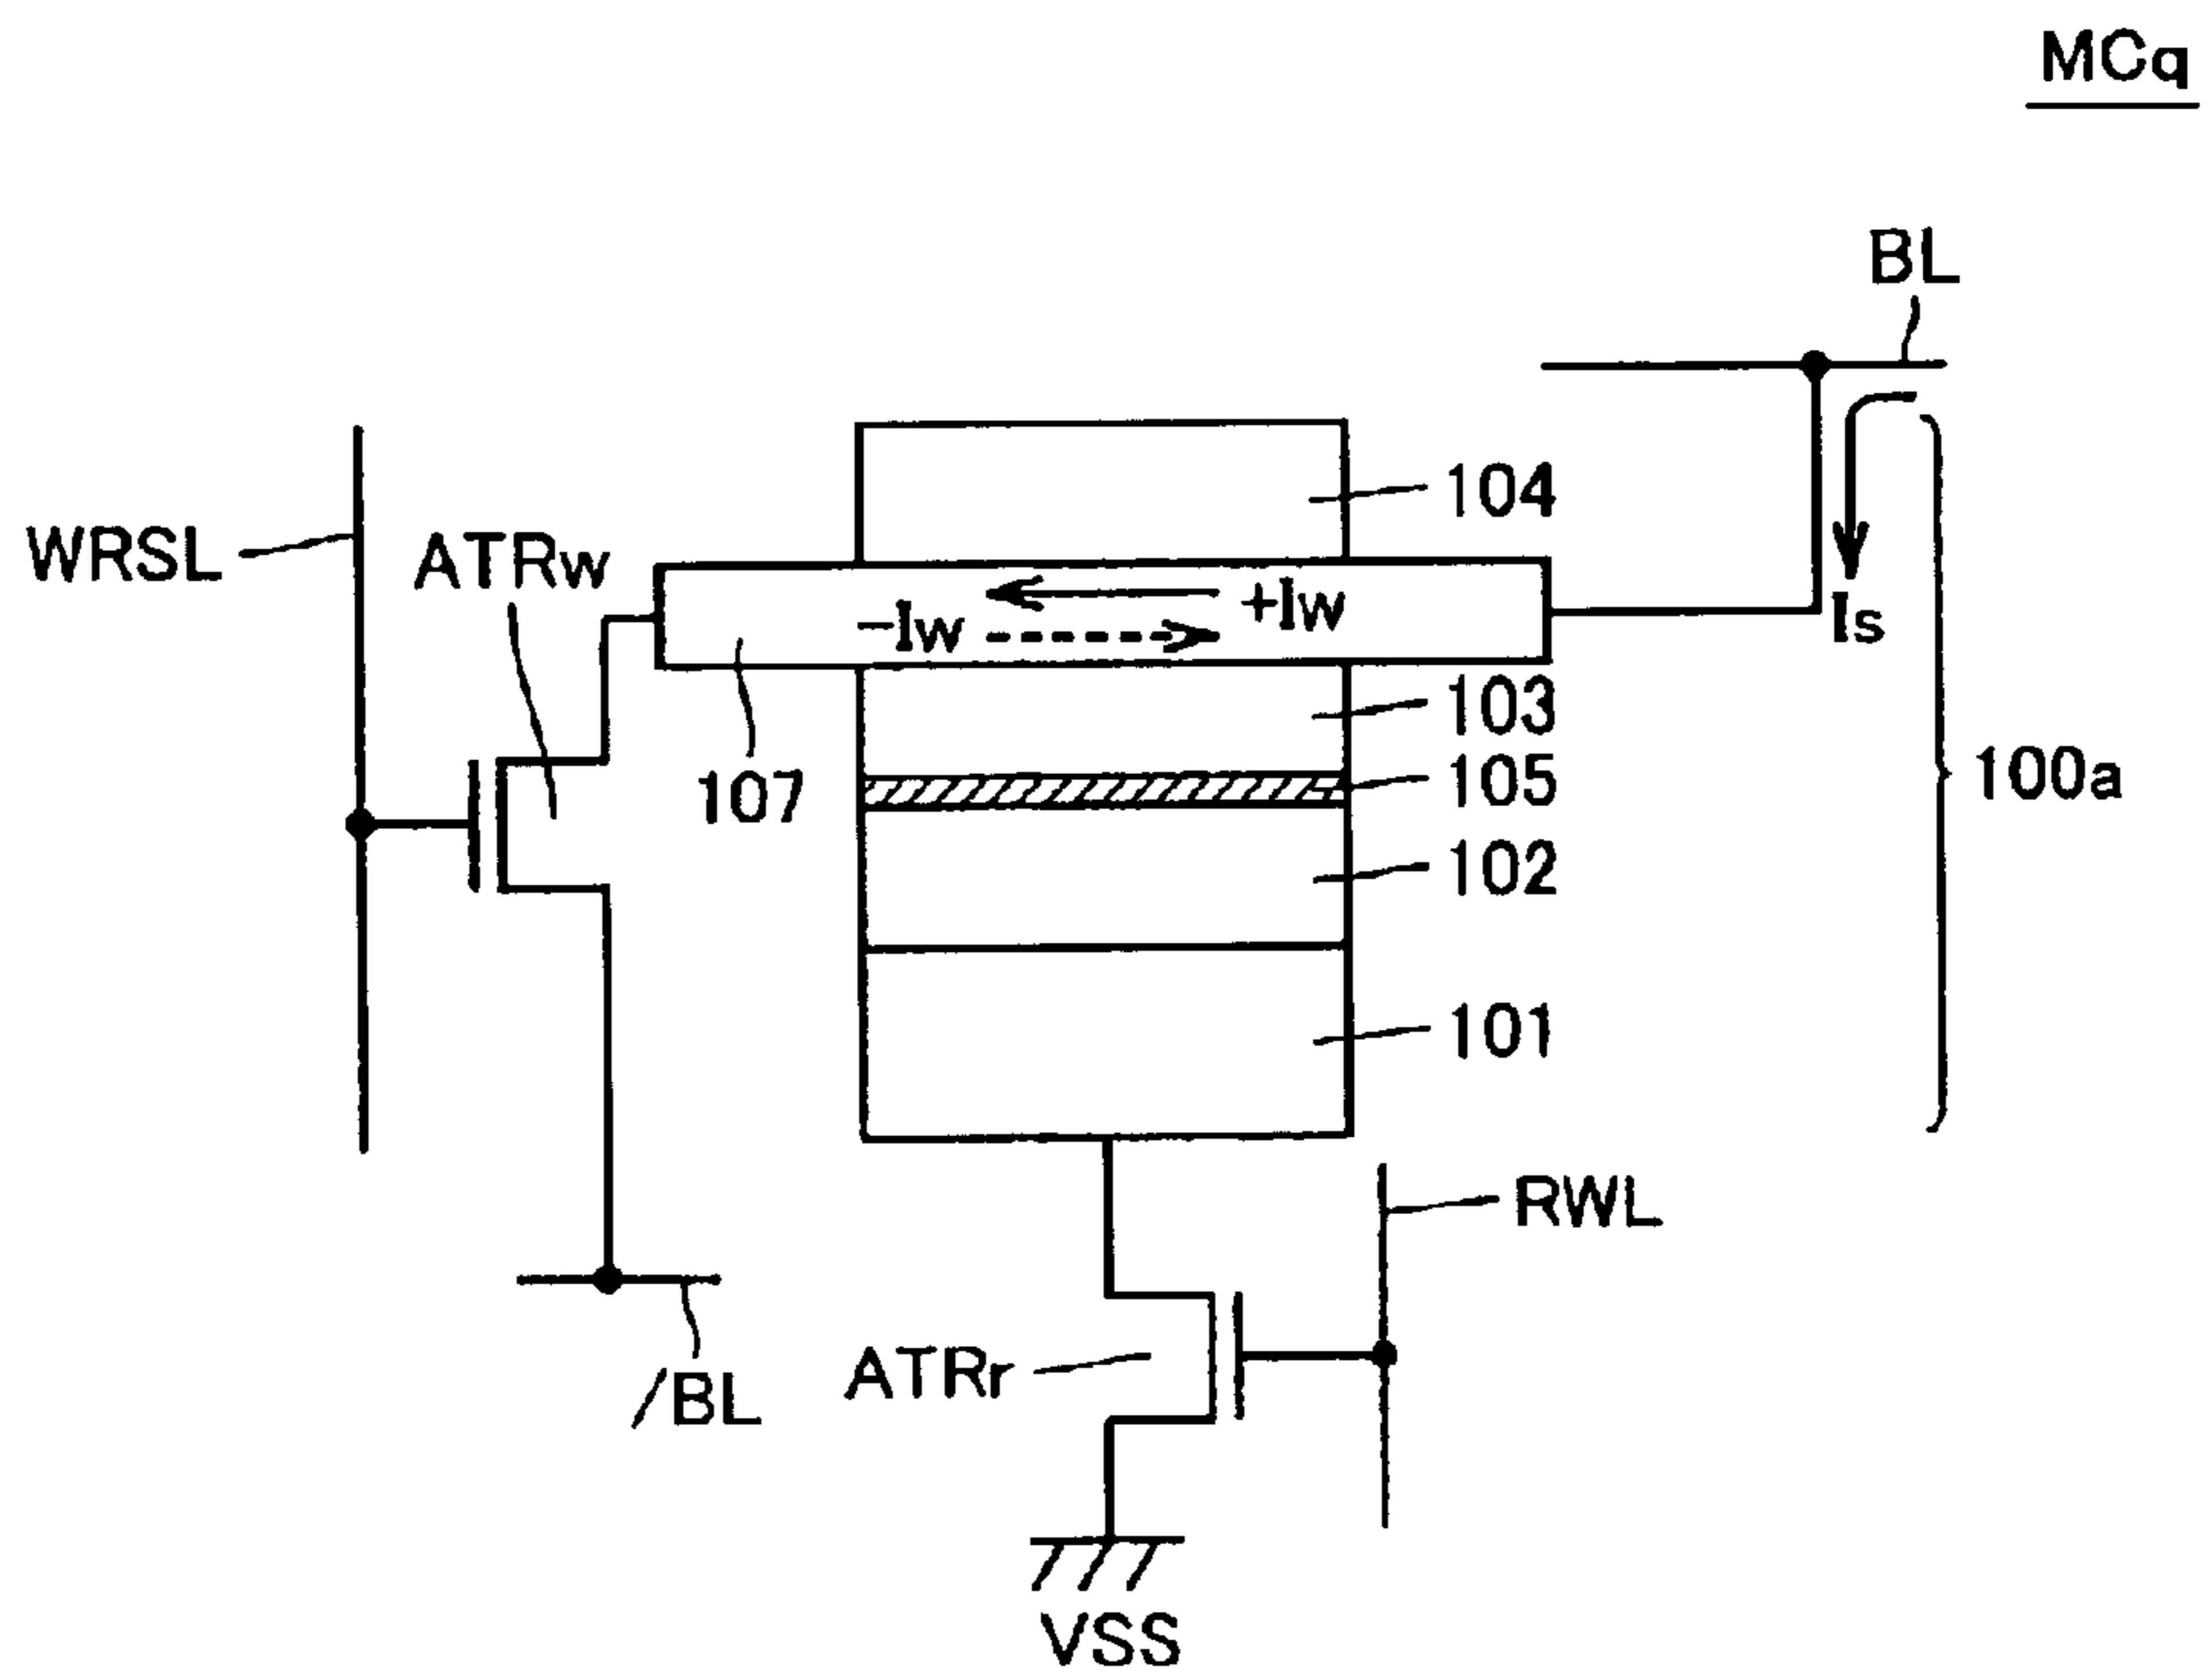 MCq
BL
104
WRSL
ATRw
+Iw
-Iw
Is
103
105
107
100a
102
101
RWL
ATRr
/BL
VSS